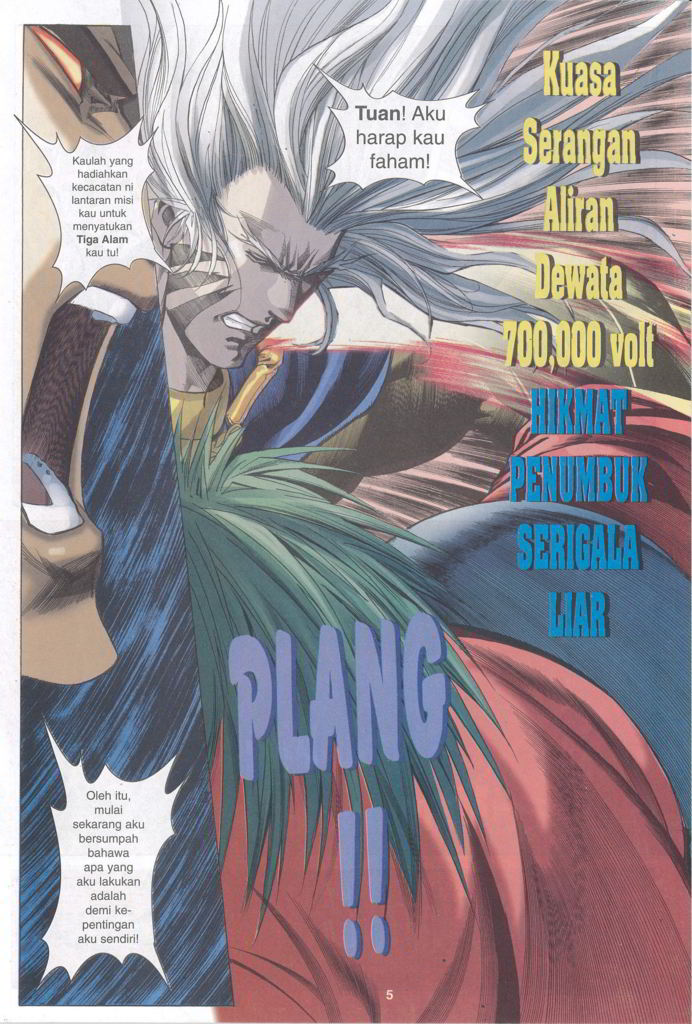 Kaulah yang
hadiahkan
kecacatan ni
lantaran misi
kau untuk
menyatukan
Tiga Alam
kau tu!
Tuan! Aku
harap kau
faham!
Kuasa
Serangan
Aliran
Dewata
700,000 volt
HIKMAT
PENUMBUK
SERIGALA
LIAR
PLANG
!!
Oleh itu,
mulai
sekarang aku
bersumpah
bahawa
apa yang
aku lakukan
adalah
demi ke-
pentingan
aku sendiri!
5